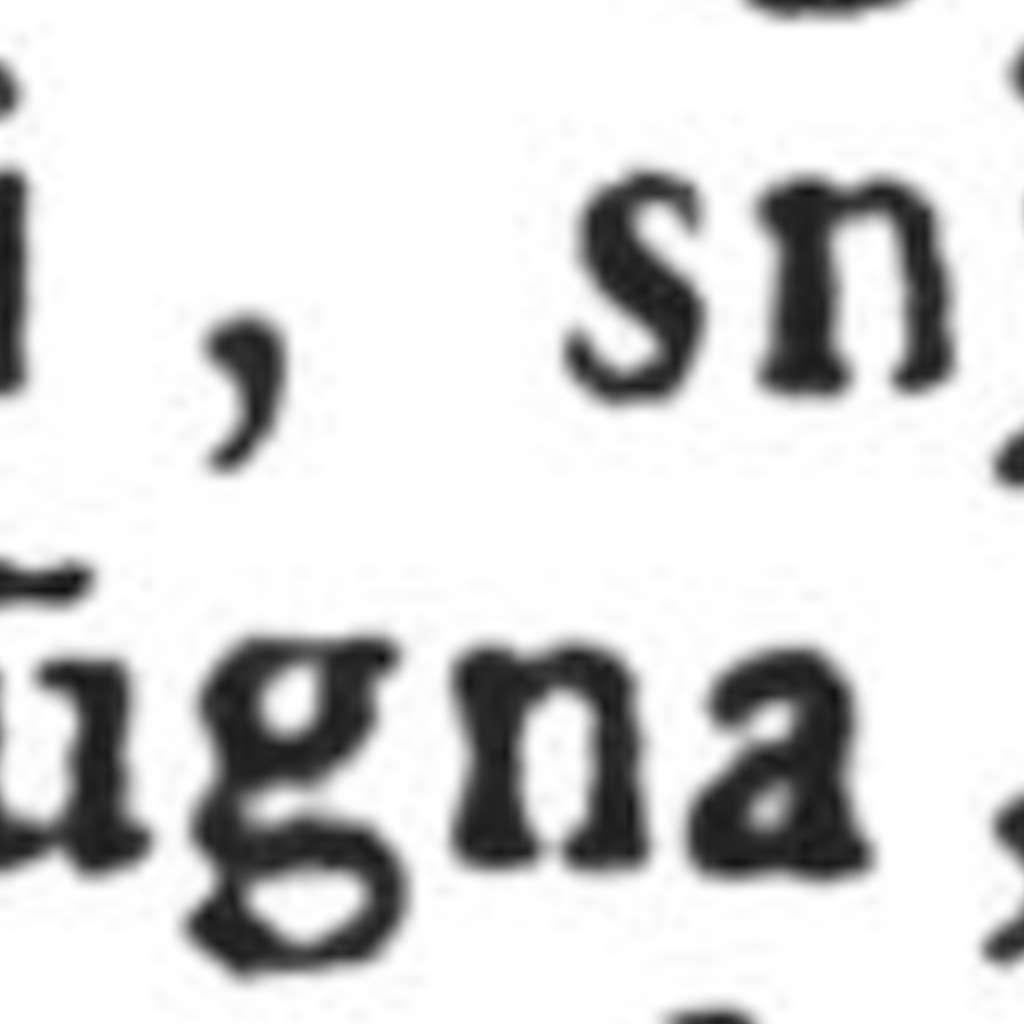 i , sn
ũgna ,